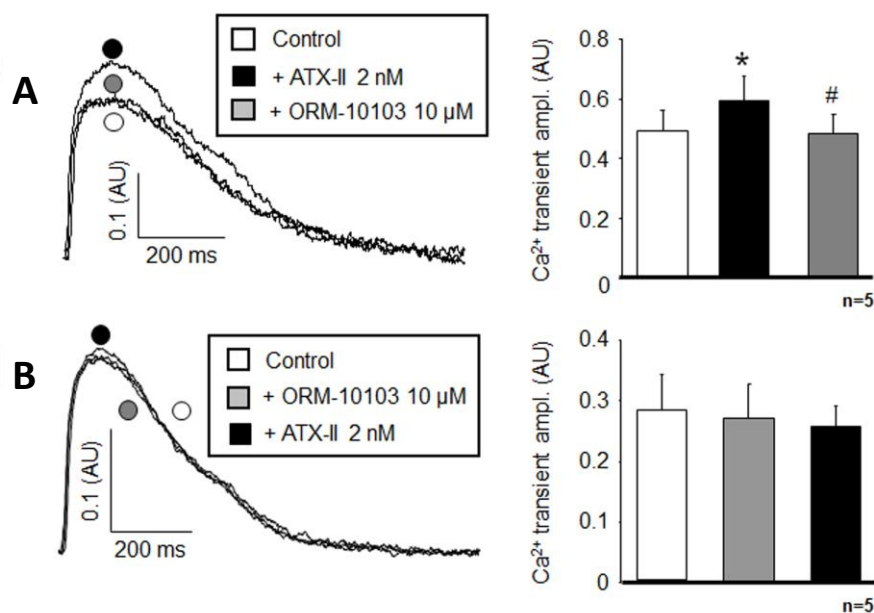 A
Control
+ ATX-II 2 nM
+ ORM-10103 10 µM
0.1 (AU)
200 ms
Ca²⁺ transient ampl. (AU)
0.8
0.6
0.4
0.2
0
*
#
n=5
B
Control
+ ORM-10103 10 µM
+ ATX-II 2 nM
0.1 (AU)
200 ms
Ca²⁺ transient ampl. (AU)
0.4
0.3
0.2
0.1
0
n=5